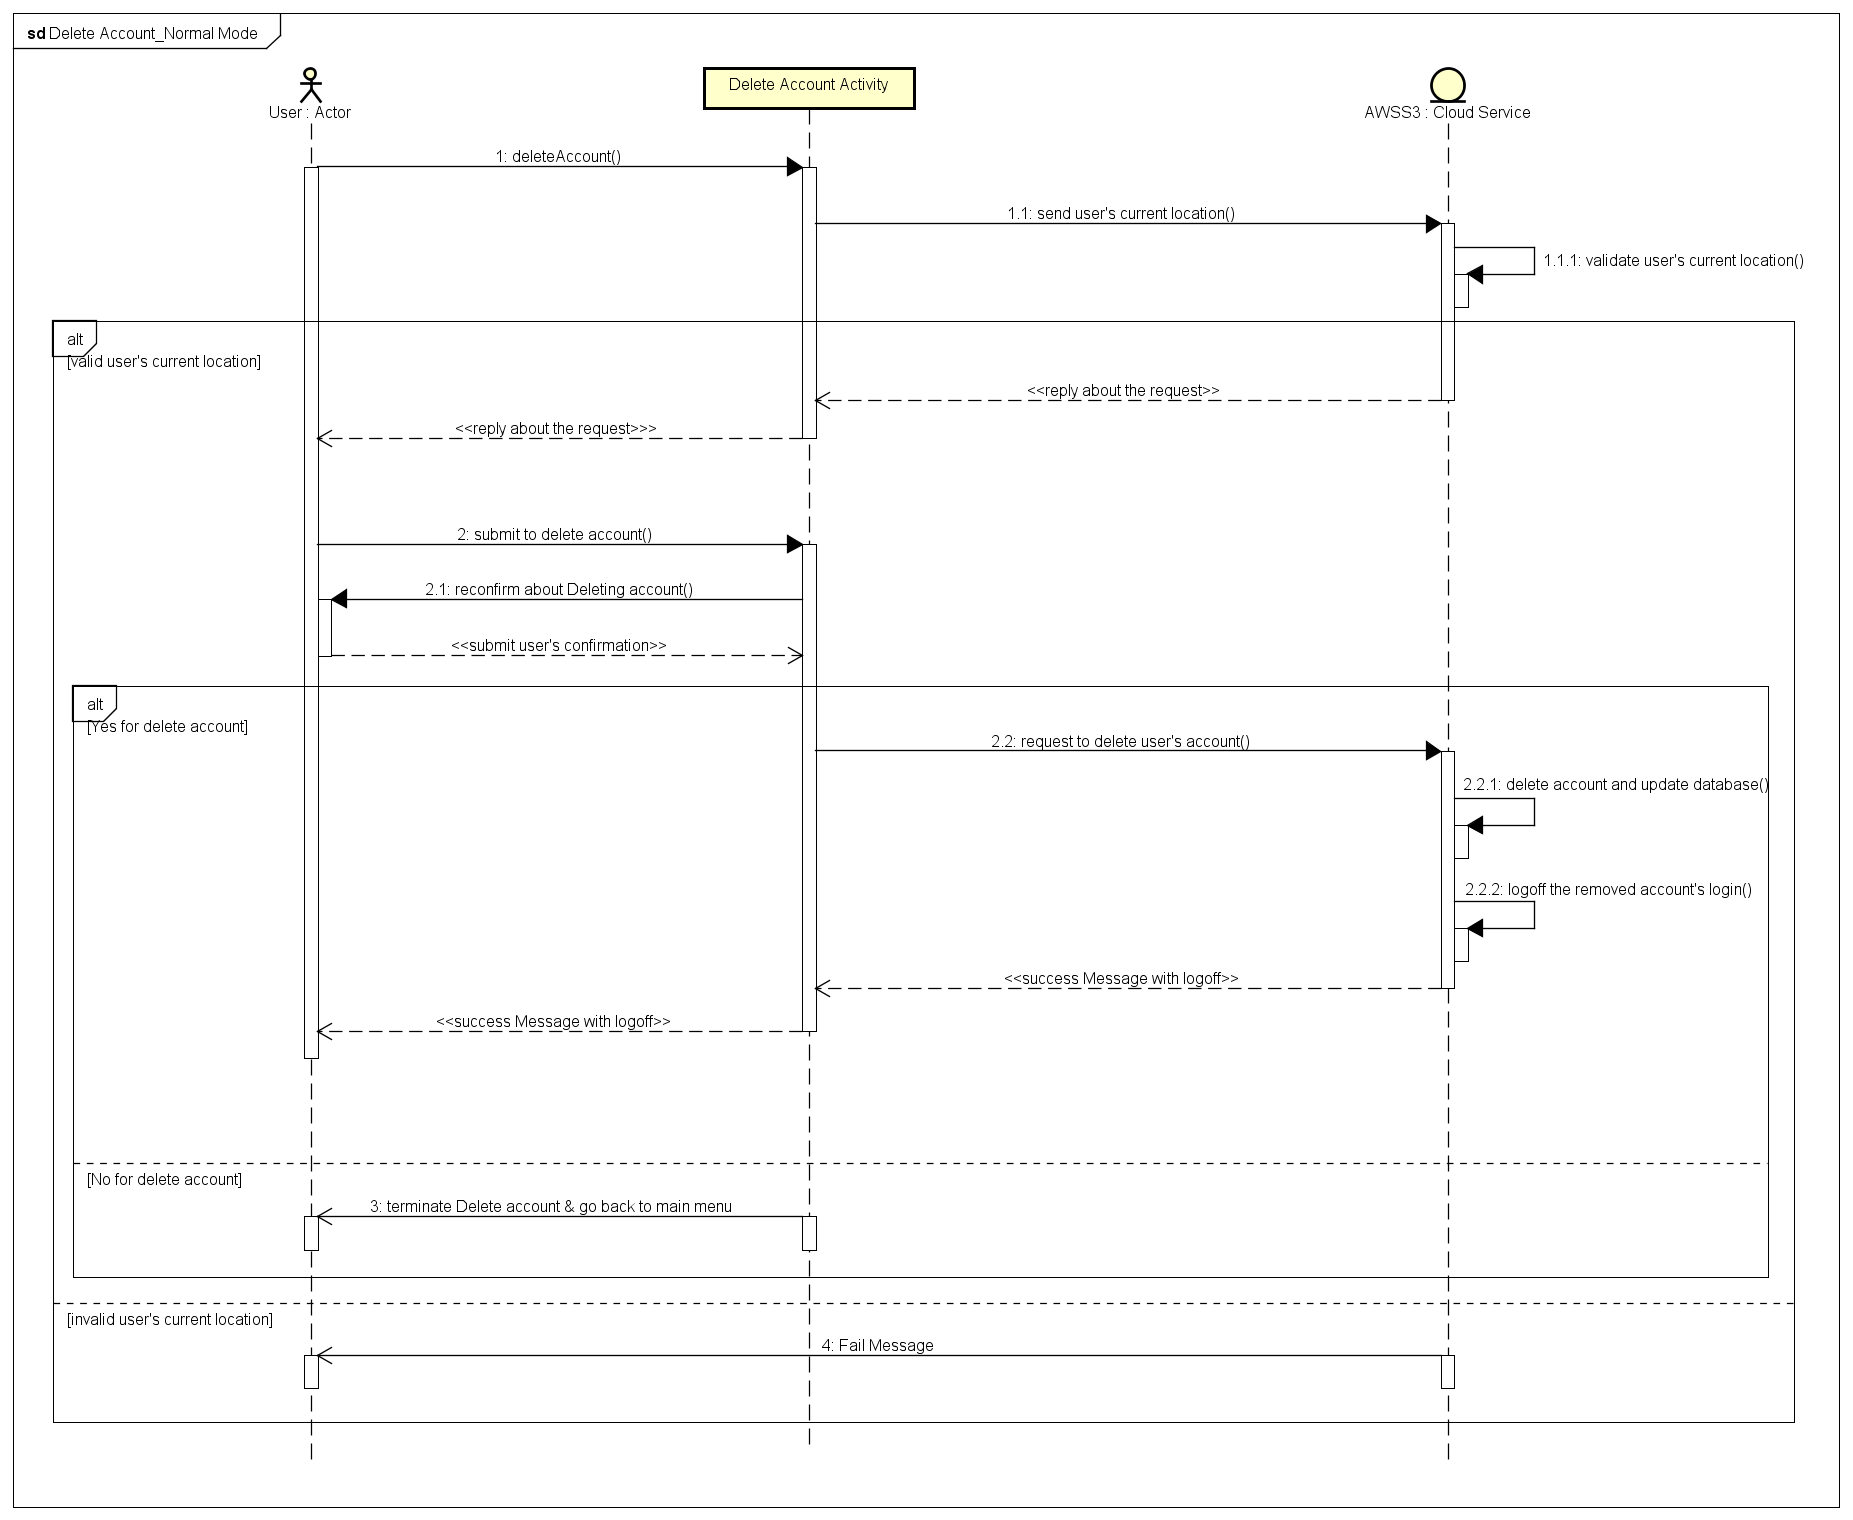 sd Delete Account_Normal Mode
User : Actor
Delete Account Activity
AWSS3 : Cloud Service
1: deleteAccount()
1.1: send user's current location()
1.1.1: validate user's current location()
alt
[valid user's current location]
<<reply about the request>>
<<reply about the request>>>
2: submit to delete account()
2.1: reconfirm about Deleting account()
<<submit user's confirmation>>
alt
[Yes for delete account]
2.2: request to delete user's account()
2.2.1: delete account and update database()
2.2.2: logoff the removed account's login()
<<success Message with logoff>>
<<success Message with logoff>>
[No for delete account]
3: terminate Delete account & go back to main menu
[invalid user's current location]
4: Fail Message